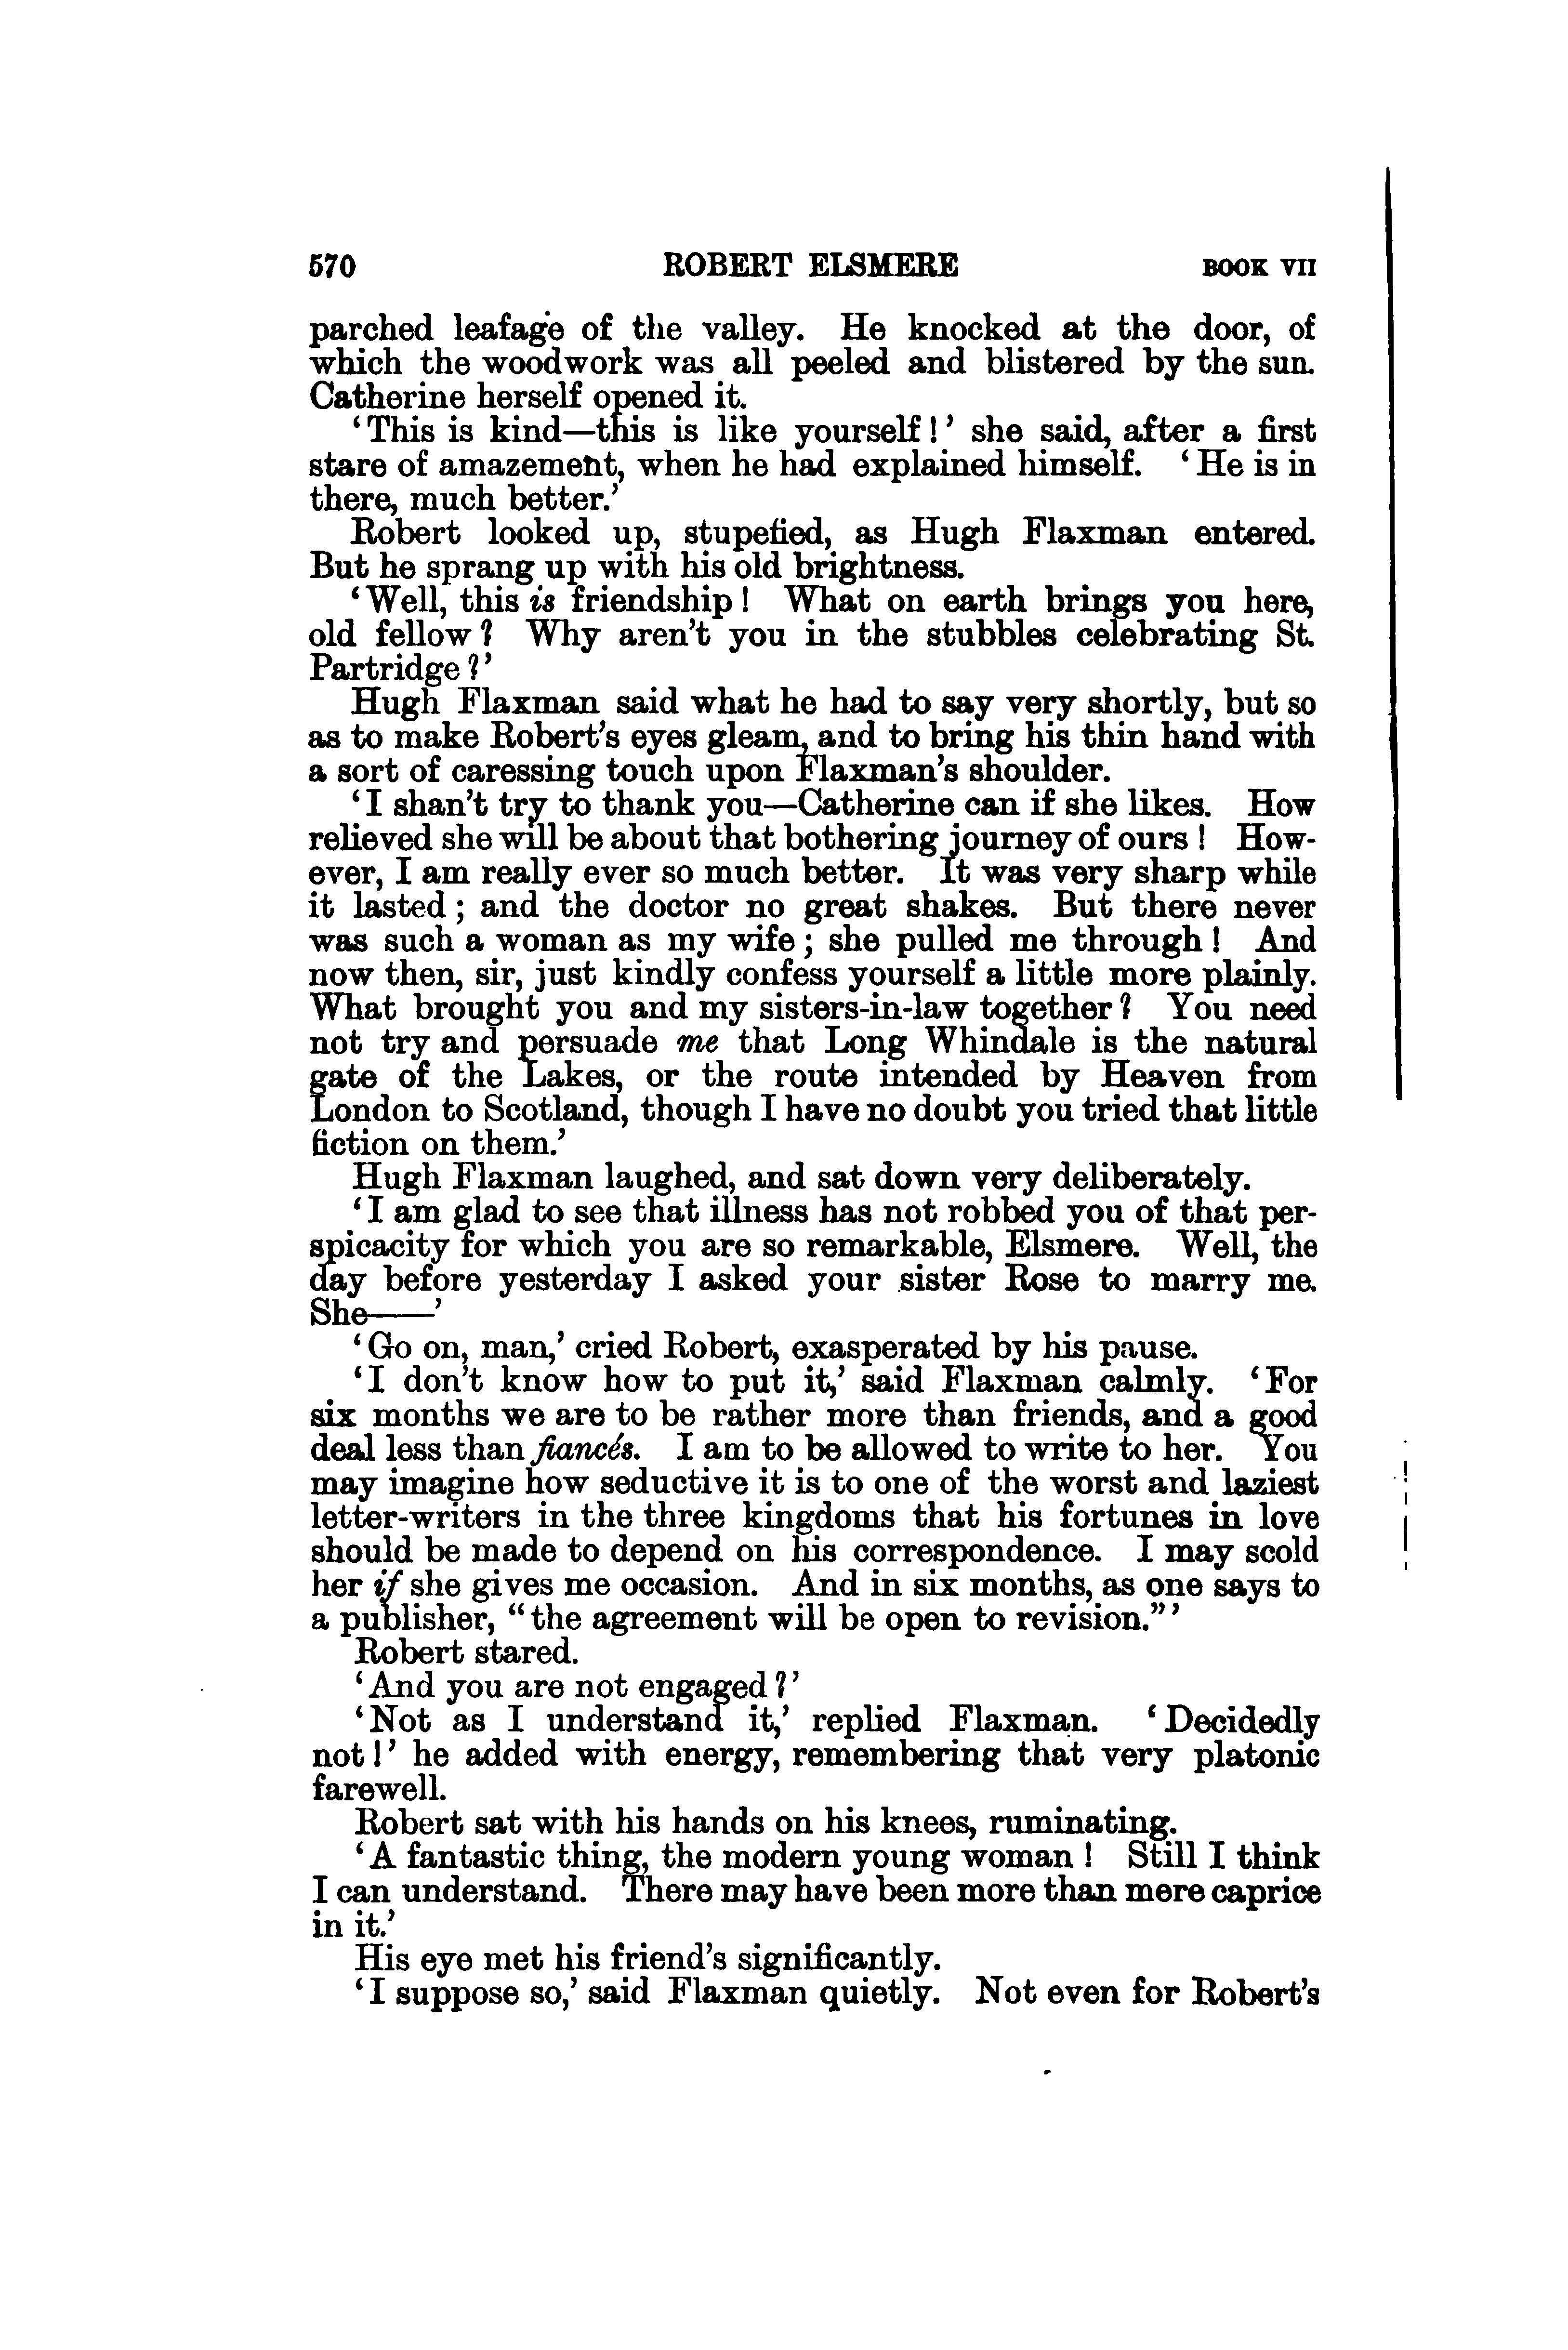 570 ROBERT ELSMERE BOOK VII
parched leafage of the valley. He knocked at the door, of
which the woodwork was all peeled and blistered by the sun.
Catherine herself opened it.
‘This is kind—this is like yourself!’ she said, after a first
stare of amazement, when he had explained himself. ‘He is in
there, much better.’
Robert looked up, stupefied, as Hugh Flaxman entered.
But he sprang up with his old brightness.
‘Well, this is friendship! What on earth brings you here,
old fellow? Why aren’t you in the stubbles celebrating St.
Partridge?’
Hugh Flaxman said what he had to say very shortly, but so
as to make Robert’s eyes gleam, and to bring his thin hand with
a sort of caressing touch upon Flaxman’s shoulder.
‘I shan’t try to thank you—Catherine can if she likes. How
relieved she will be about that bothering journey of ours! How-
ever, I am really ever so much better. It was very sharp while
it lasted; and the doctor no great shakes. But there never
was such a woman as my wife; she pulled me through! And
now then, sir, just kindly confess yourself a little more plainly.
What brought you and my sisters-in-law together? You need
not try and persuade me that Long Whindale is the natural
gate of the Lakes, or the route intended by Heaven from
London to Scotland, though I have no doubt you tried that little
fiction on them.’
Hugh Flaxman laughed, and sat down very deliberately.
‘I am glad to see that illness has not robbed you of that per-
spicacity for which you are so remarkable, Elsmere. Well, the
day before yesterday I asked your sister Rose to marry me.
She——’
‘Go on, man,’ cried Robert, exasperated by his pause.
‘I don’t know how to put it,’ said Flaxman calmly. ‘For
six months we are to be rather more than friends, and a good
deal less than fiancés. I am to be allowed to write to her. You
may imagine how seductive it is to one of the worst and laziest
letter-writers in the three kingdoms that his fortunes in love
should be made to depend on his correspondence. I may scold
her if she gives me occasion. And in six months, as one says to
a publisher, “the agreement will be open to revision.”’
Robert stared.
‘And you are not engaged?’
‘Not as I understand it,’ replied Flaxman. ‘Decidedly
not!’ he added with energy, remembering that very platonic
farewell.
Robert sat with his hands on his knees, ruminating.
‘A fantastic thing, the modern young woman! Still I think
I can understand. There may have been more than mere caprice
in it.’
His eye met his friend’s significantly.
‘I suppose so,’ said Flaxman quietly. Not even for Robert’s